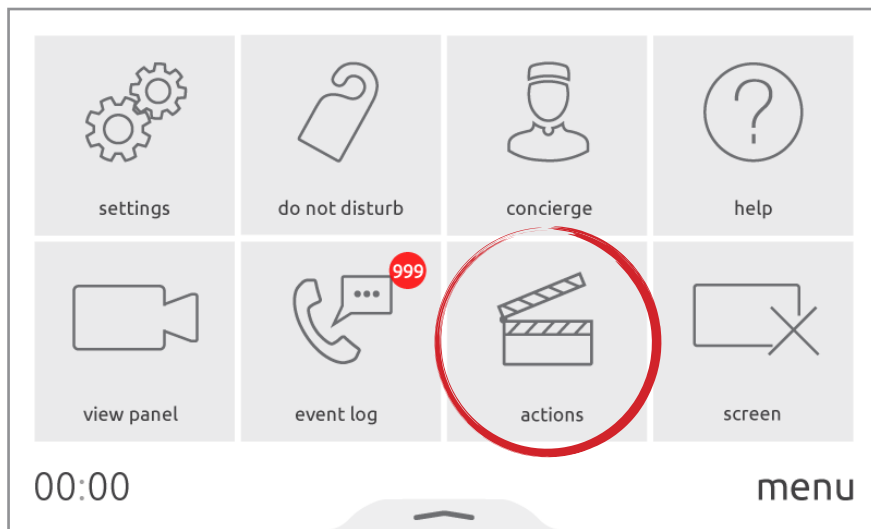 settings
do not disturb
concierge
help
view panel
999
event log
actions
screen
00:00
menu